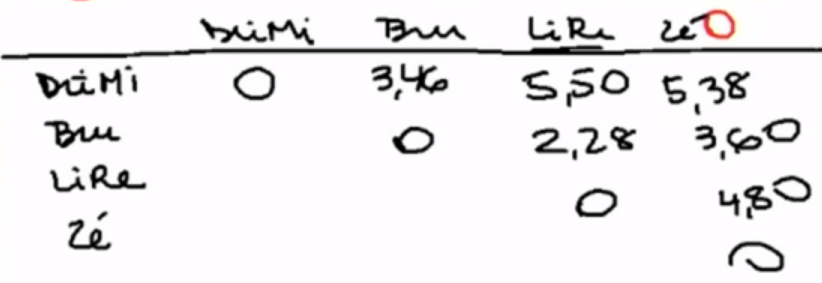 DüMi Bru LiRe Zé
DüMi 0 3,46 5,50 5,38
Bru 0 2,28 3,60
LiRe 0 4,80
Zé 0